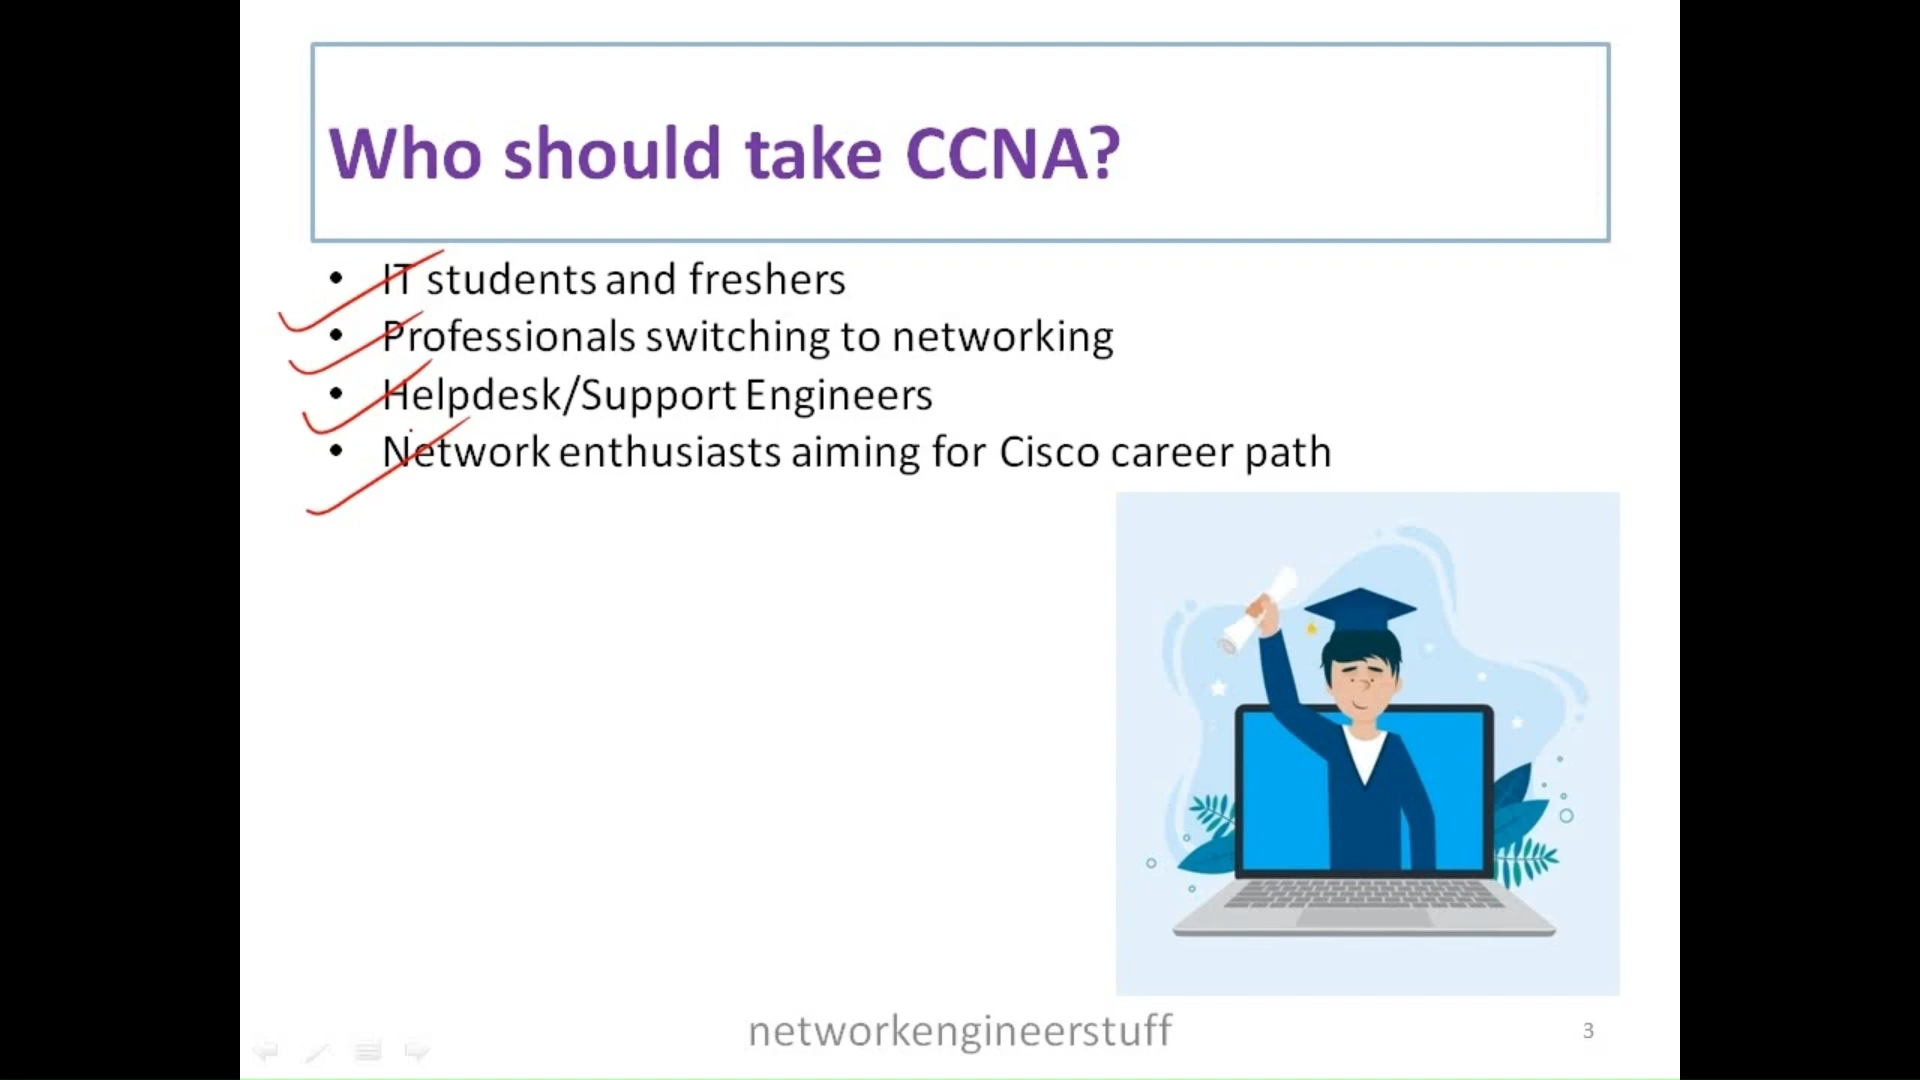 Who should take CCNA?
• IT students and freshers
• Professionals switching to networking
• Helpdesk/Support Engineers
• Network enthusiasts aiming for Cisco career path
networkengineerstuff
3